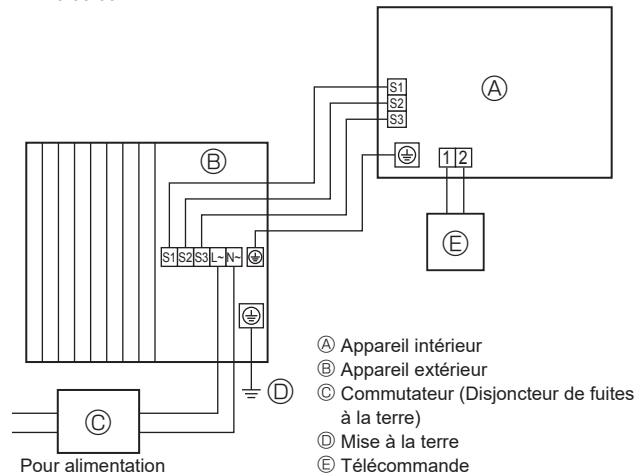 Ⓐ
S1
S2
S3
1 2
Ⓑ
Ⓔ
S1 S2 S3 L~ N~
Ⓓ
Ⓒ
Pour alimentation
Ⓐ Appareil intérieur
Ⓑ Appareil extérieur
Ⓒ Commutateur (Disjoncteur de fuites
à la terre)
Ⓓ Mise à la terre
Ⓔ Télécommande